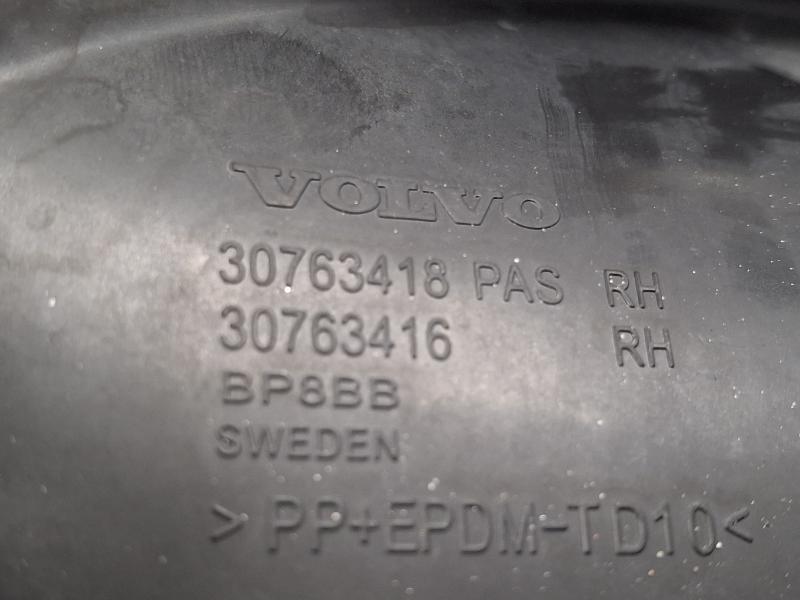 VOLVO
30763418 PAS RH
30763416 RH
BP8BB
SWEDEN
>PP+EPDM-TD10<